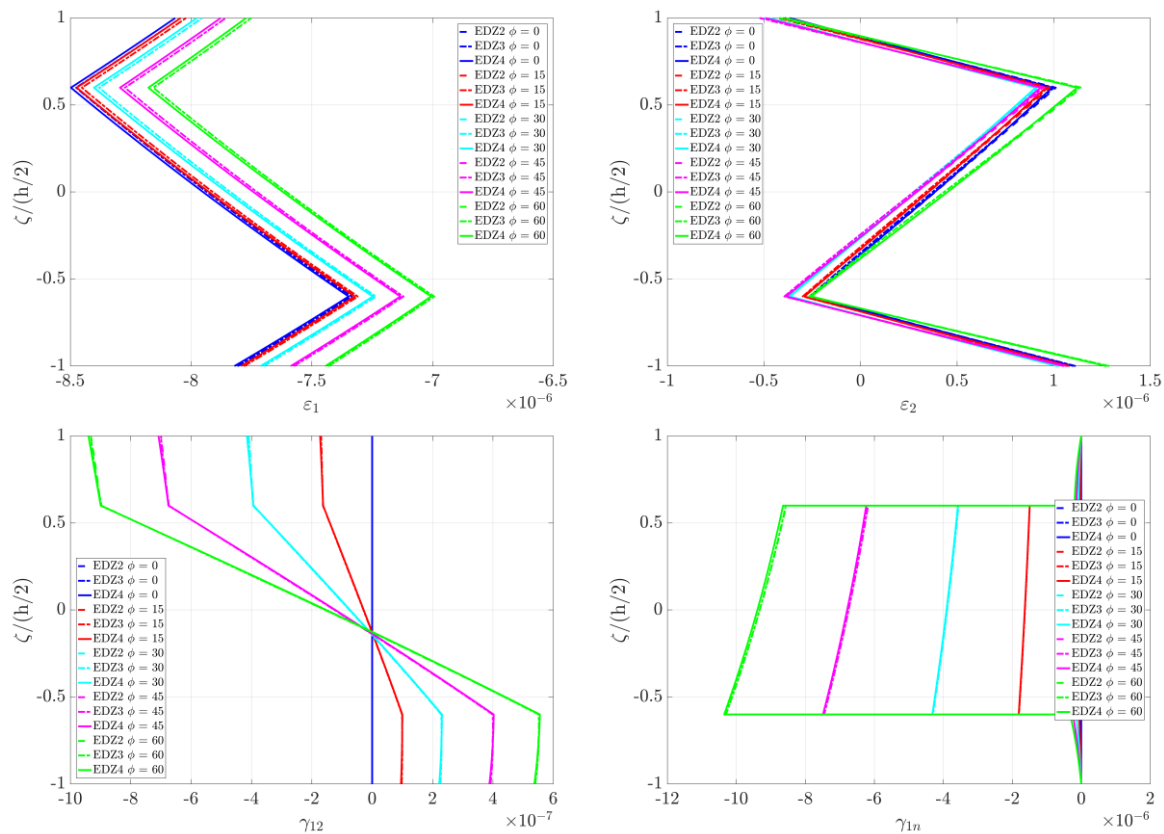 1
0.5
0
-0.5
-1
ζ/(h/2)
-8.5
-8
-7.5
-7
-6.5
ε₁
×10⁻⁶
EDZ2 ϕ = 0
EDZ3 ϕ = 0
EDZ4 ϕ = 0
EDZ2 ϕ = 15
EDZ3 ϕ = 15
EDZ4 ϕ = 15
EDZ2 ϕ = 30
EDZ3 ϕ = 30
EDZ4 ϕ = 30
EDZ2 ϕ = 45
EDZ3 ϕ = 45
EDZ4 ϕ = 45
EDZ2 ϕ = 60
EDZ3 ϕ = 60
EDZ4 ϕ = 60
1
0.5
0
-0.5
-1
ζ/(h/2)
-1
-0.5
0
0.5
1
1.5
ε₂
×10⁻⁶
EDZ2 ϕ = 0
EDZ3 ϕ = 0
EDZ4 ϕ = 0
EDZ2 ϕ = 15
EDZ3 ϕ = 15
EDZ4 ϕ = 15
EDZ2 ϕ = 30
EDZ3 ϕ = 30
EDZ4 ϕ = 30
EDZ2 ϕ = 45
EDZ3 ϕ = 45
EDZ4 ϕ = 45
EDZ2 ϕ = 60
EDZ3 ϕ = 60
EDZ4 ϕ = 60
1
0.5
0
-0.5
-1
ζ/(h/2)
-10
-8
-6
-4
-2
0
2
4
6
γ₁₂
×10⁻⁷
EDZ2 ϕ = 0
EDZ3 ϕ = 0
EDZ4 ϕ = 0
EDZ2 ϕ = 15
EDZ3 ϕ = 15
EDZ4 ϕ = 15
EDZ2 ϕ = 30
EDZ3 ϕ = 30
EDZ4 ϕ = 30
EDZ2 ϕ = 45
EDZ3 ϕ = 45
EDZ4 ϕ = 45
EDZ2 ϕ = 60
EDZ3 ϕ = 60
EDZ4 ϕ = 60
1
0.5
0
-0.5
-1
ζ/(h/2)
-12
-10
-8
-6
-4
-2
0
2
γ₁ₙ
×10⁻⁶
EDZ2 ϕ = 0
EDZ3 ϕ = 0
EDZ4 ϕ = 0
EDZ2 ϕ = 15
EDZ3 ϕ = 15
EDZ4 ϕ = 15
EDZ2 ϕ = 30
EDZ3 ϕ = 30
EDZ4 ϕ = 30
EDZ2 ϕ = 45
EDZ3 ϕ = 45
EDZ4 ϕ = 45
EDZ2 ϕ = 60
EDZ3 ϕ = 60
EDZ4 ϕ = 60